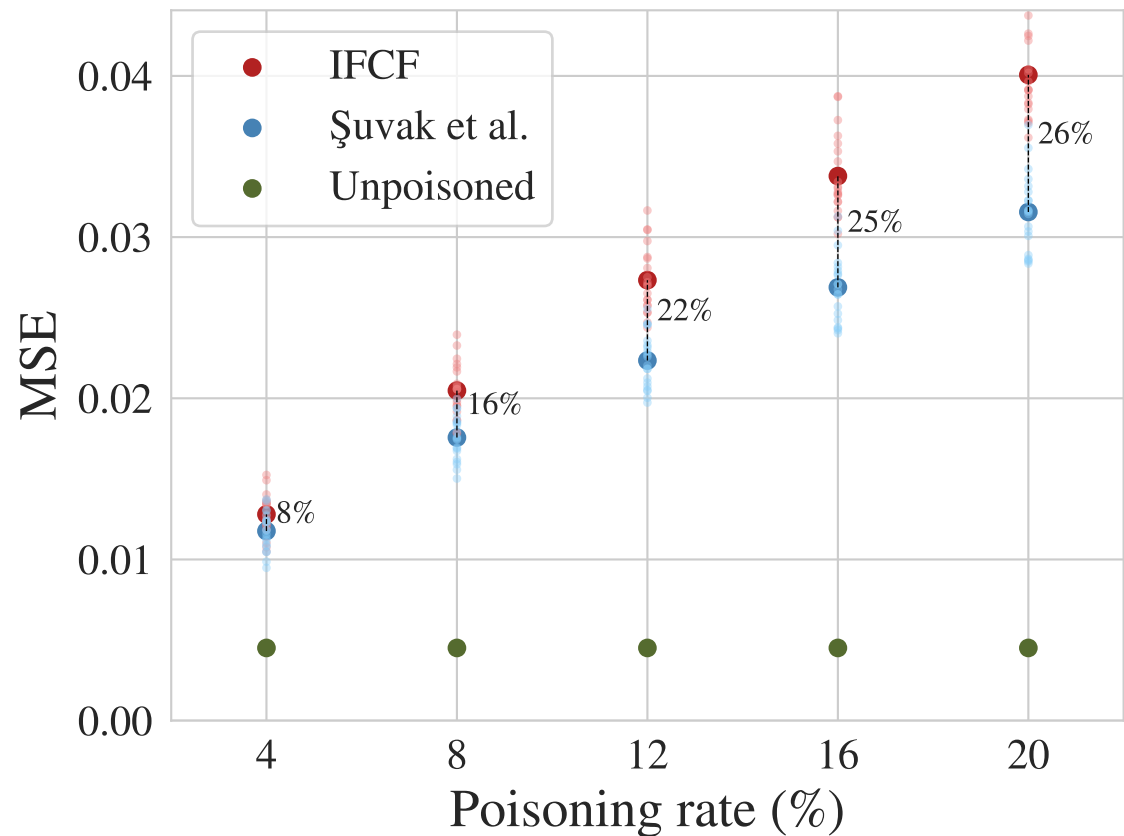 IFCF
Şuvak et al.
Unpoisoned
0.04
0.03
0.02
0.01
0.00
MSE
8%
16%
22%
25%
26%
4 8 12 16 20
Poisoning rate (%)